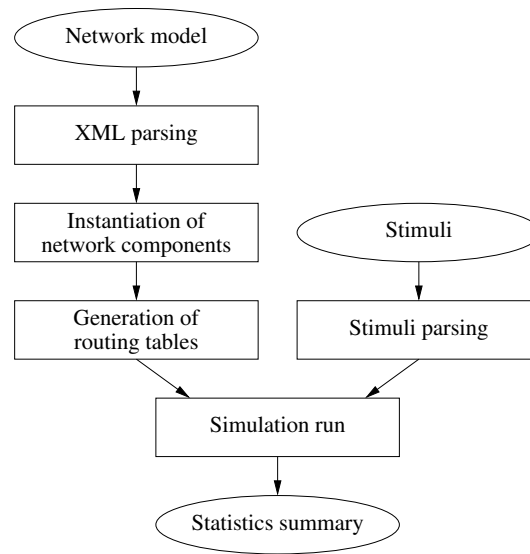 Network model
XML parsing
Instantiation of
network components
Stimuli
Generation of
routing tables
Stimuli parsing
Simulation run
Statistics summary